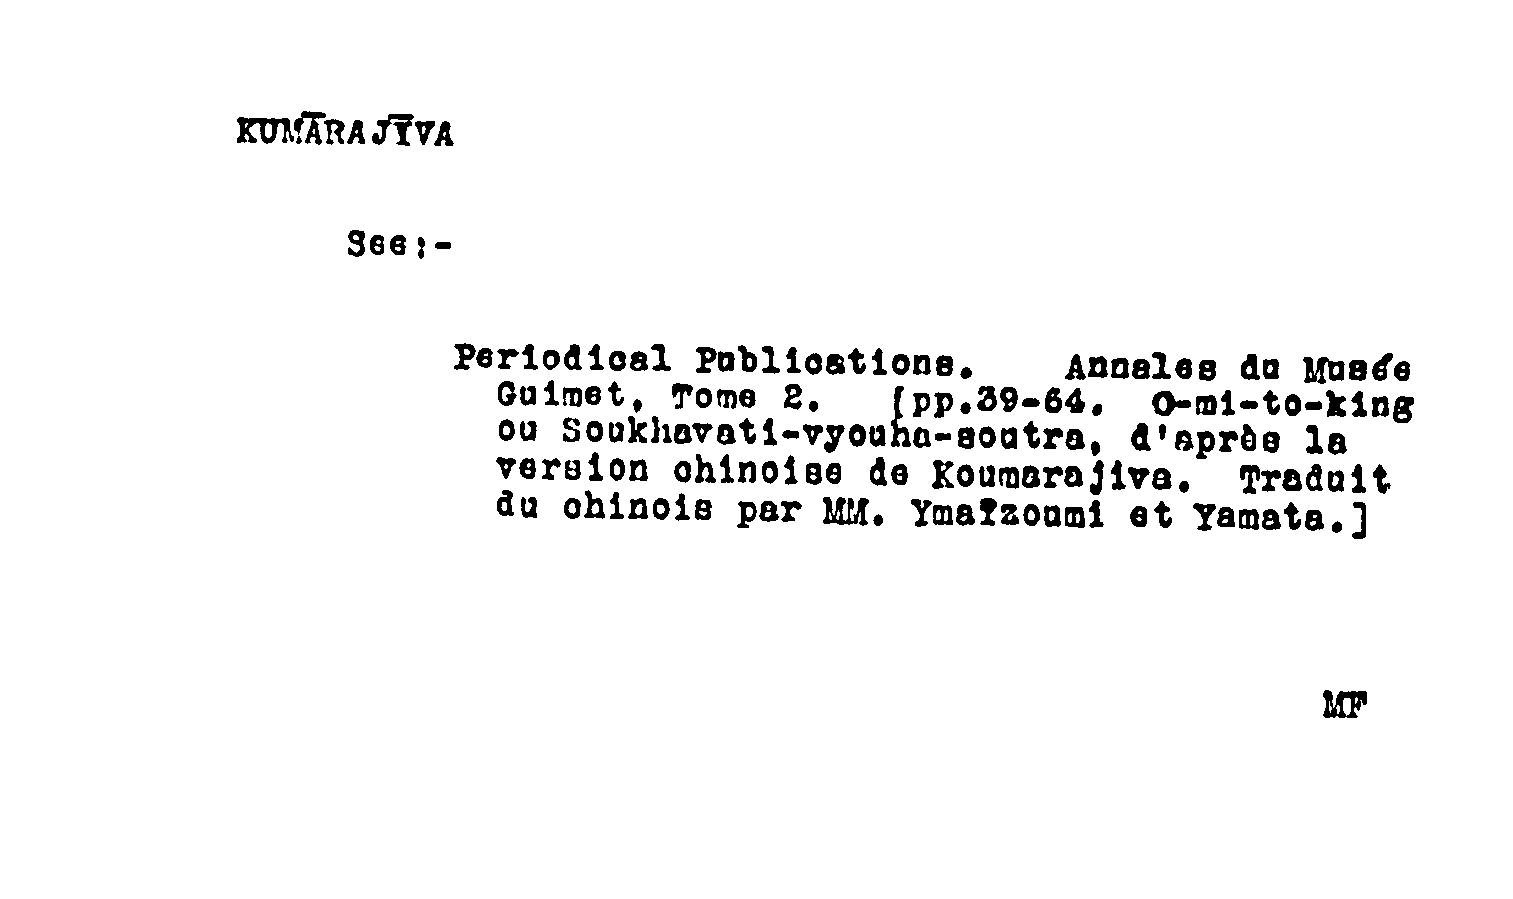 KUMĀRAJĪVA
See:-
Periodical Publications. Annales du Musée
Guimet, Tome 2. [pp.39-64. O-mi-to-king
ou Soukhavati-vyouha-soutra, d'après la
version chinoise de Koumarajiva. Traduit
du chinois par MM. Ymaïzoumi et Yamata.]
MF